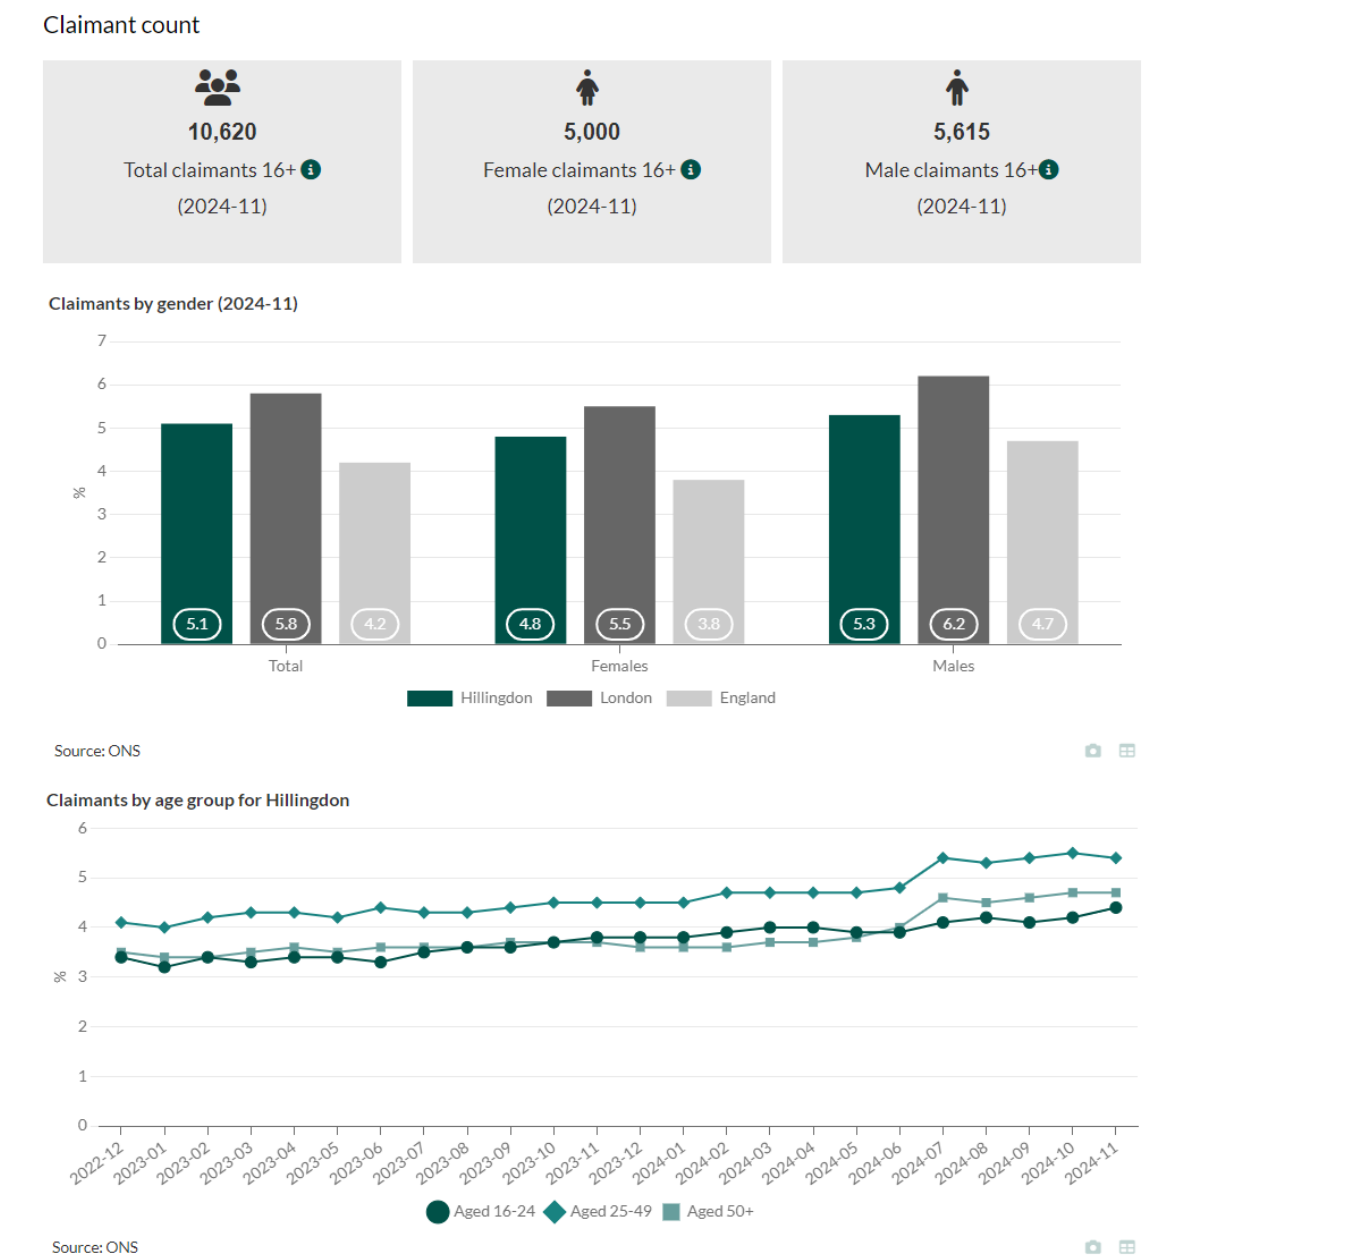 Claimant count
10,620 5,000 5,615
Total claimants 16+ Female claimants 16+ Male claimants 16+
(2024-11) (2024-11) (2024-11)
Claimants by gender (2024-11)
7
6
5
4
%
3
2
1
5.1 5.8 4.2 4.8 5.5 3.8 5.3 6.2 4.7
0
Total Females Males
Hillingdon London England
Source: ONS
Claimants by age group for Hillingdon
6
5
4
% 3
2
1
0
2022-12 2023-01 2023-02 2023-03 2023-04 2023-05 2023-06 2023-07 2023-08 2023-09 2023-10 2023-11 2023-12 2024-01 2024-02 2024-03 2024-04 2024-05 2024-06 2024-07 2024-08 2024-09 2024-10 2024-11
Aged 16-24 Aged 25-49 Aged 50+
Source: ONS